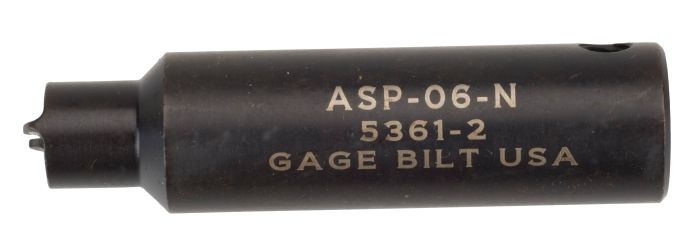 ASP-06-N
5361-2
GAGE BILT USA